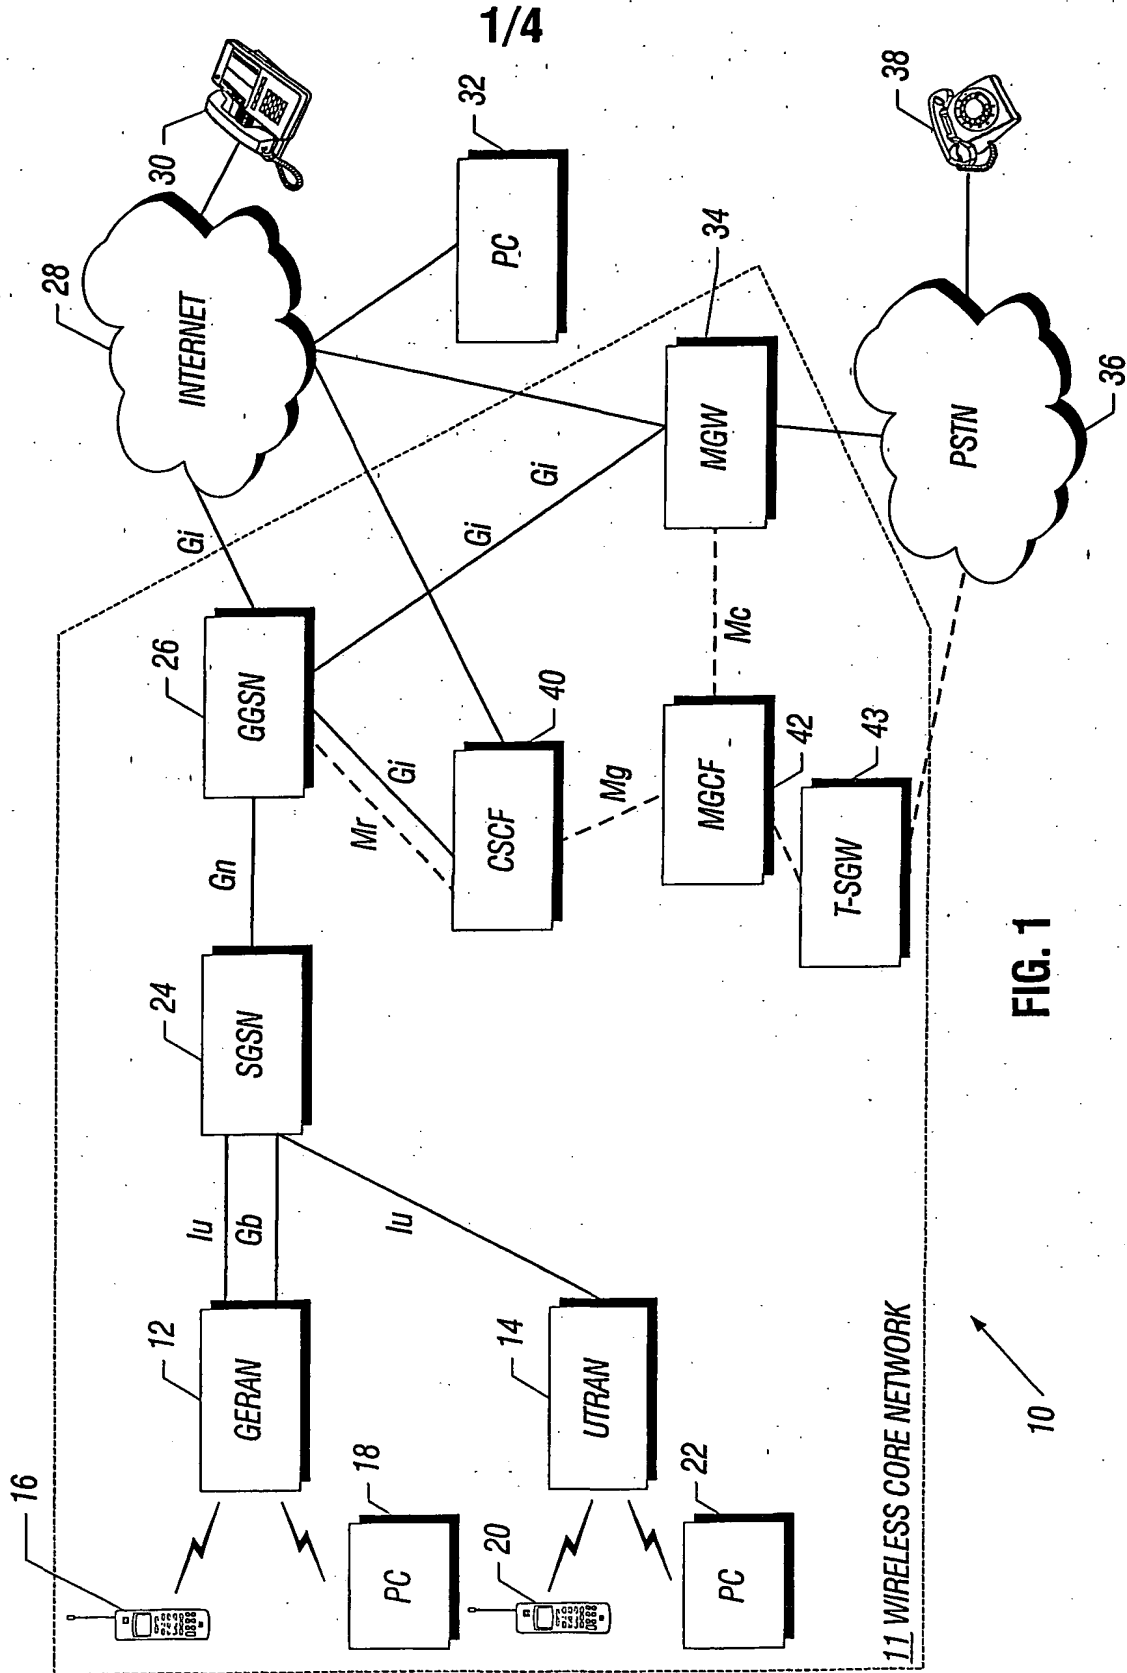 1/4
16
12
GERAN
18
PC
20
14
UTRAN
22
PC
11 WIRELESS CORE NETWORK
10
Iu
Gb
Iu
24
SGSN
Gn
26
GGSN
Gi
Mr
Gi
40
CSCF
Mg
42
MGCF
43
T-SGW
Mc
Gi
Gi
34
MGW
28
INTERNET
30
32
PC
36
PSTN
38
FIG. 1